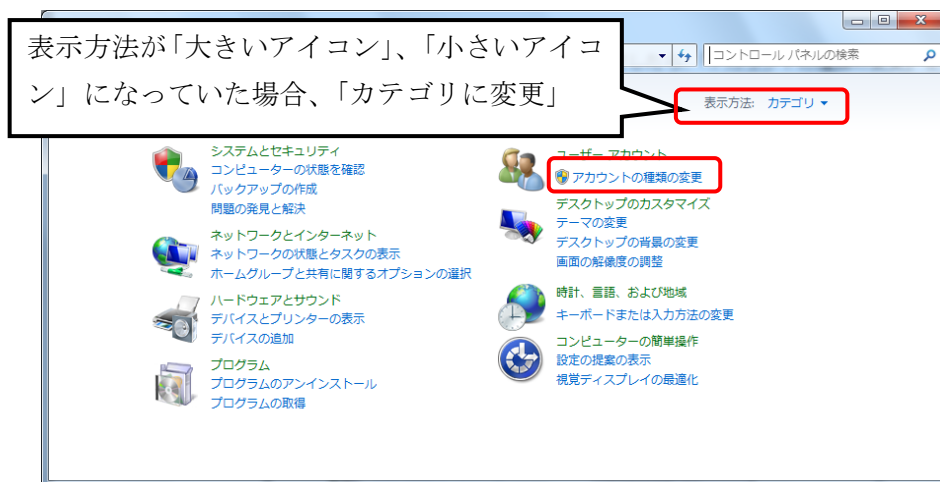 表示方法が「大きいアイコン」、「小さいアイコ
ン」になっていた場合、「カテゴリに変更」
コントロール パネルの検索
表示方法: カテゴリ
システムとセキュリティ
コンピューターの状態を確認
バックアップの作成
問題の発見と解決
ネットワークとインターネット
ネットワークの状態とタスクの表示
ホームグループと共有に関するオプションの選択
ハードウェアとサウンド
デバイスとプリンターの表示
デバイスの追加
プログラム
プログラムのアンインストール
プログラムの取得
ユーザー アカウント
アカウントの種類の変更
デスクトップのカスタマイズ
テーマの変更
デスクトップの背景の変更
画面の解像度の調整
時計、言語、および地域
キーボードまたは入力方法の変更
コンピューターの簡単操作
設定の提案の表示
視覚ディスプレイの最適化